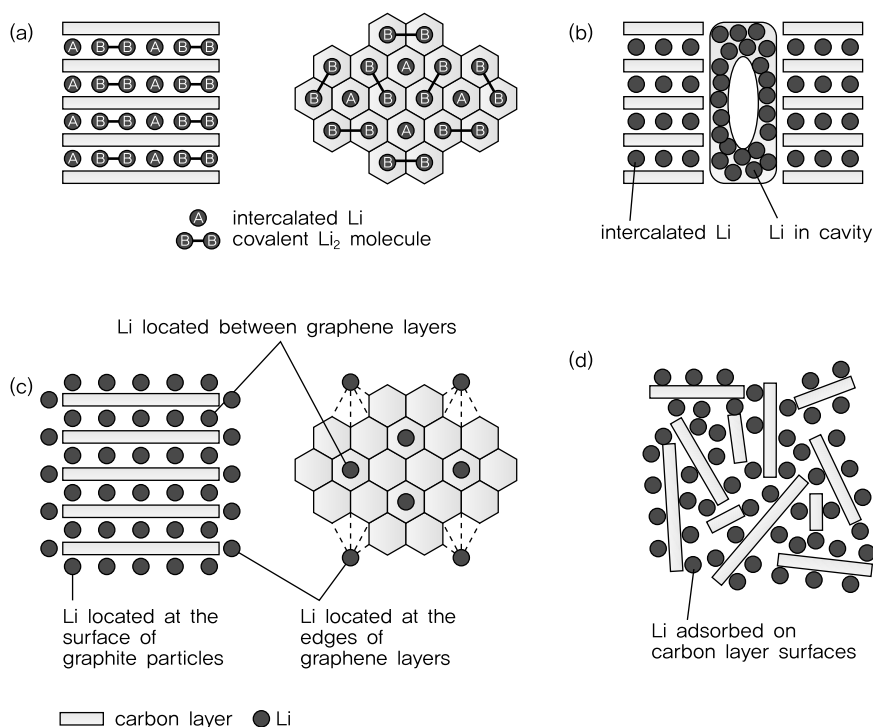 (a)
A B B A B B
A B B A B B
A B B A B B
A B B A B B
B B
B B A B B
B A B B A B
B B A B B
B B
A intercalated Li
B B covalent Li₂ molecule
(b)
intercalated Li
Li in cavity
Li located between graphene layers
(c)
Li located at the
surface of
graphite particles
Li located at the
edges of
graphene layers
(d)
Li adsorbed on
carbon layer surfaces
carbon layer
Li